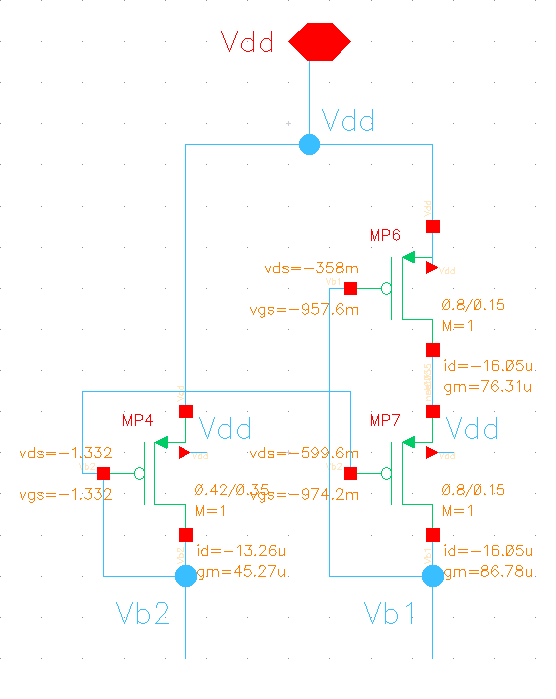 Vdd
Vdd
MP6
vds=-358m
vgs=-957.6m
0.8/0.15
M=1
id=-16.05u
gm=76.31u
MP4
Vdd
vds=-1.332
vgs=-1.332
0.42/0.35
M=1
id=-13.26u
gm=45.27u
Vb2
MP7
Vdd
vds=-599.6m
vgs=-974.2m
0.8/0.15
M=1
id=-16.05u
gm=86.78u
Vb1